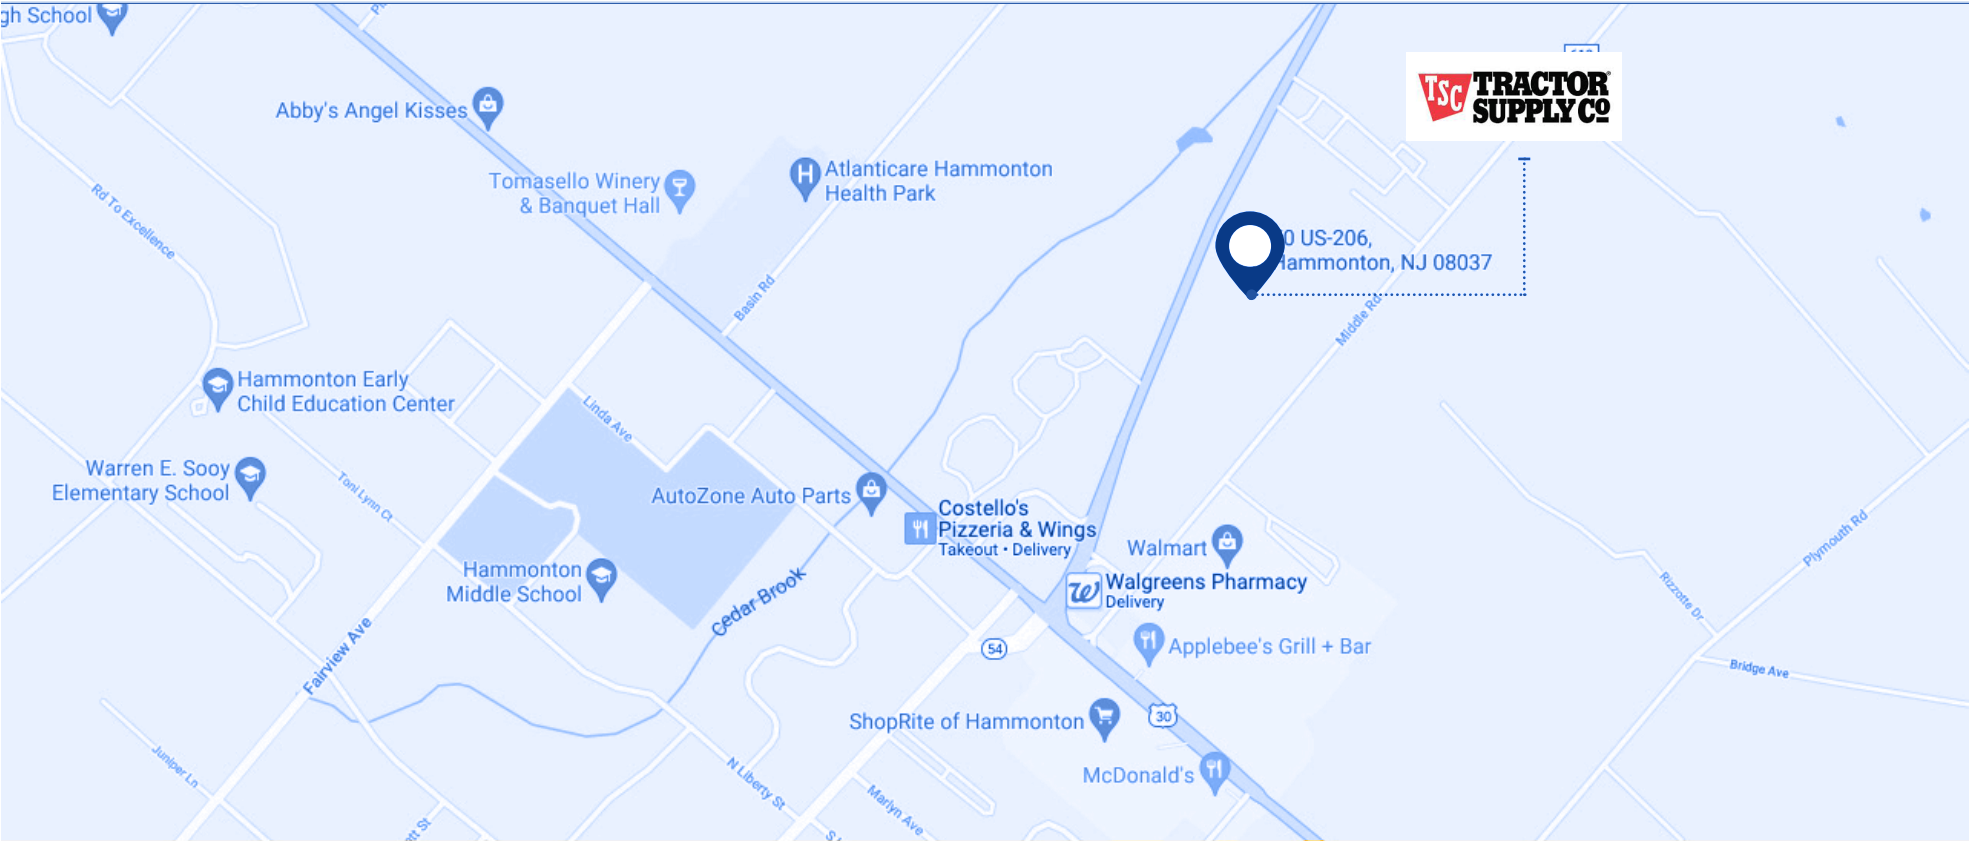 gh School
TSC TRACTOR
SUPPLY CO
Abby's Angel Kisses
Tomasello Winery
& Banquet Hall
Atlanticare Hammonton
Health Park
Rd To Excellence
0 US-206,
Hammonton, NJ 08037
Basin Rd
Middle Rd
Hammonton Early
Child Education Center
Linda Ave
Warren E. Sooy
Elementary School
Toni Lynn Ct
AutoZone Auto Parts
Costello's
Pizzeria & Wings
Takeout • Delivery
Walmart
Plymouth Rd
Hammonton
Middle School
Cedar Brook
Walgreens Pharmacy
Delivery
Rizzotte Dr
Fairview Ave
54
Applebee's Grill + Bar
Bridge Ave
ShopRite of Hammonton
30
Juniper Ln
N Liberty St
McDonald's
Marlyn Ave
ett St